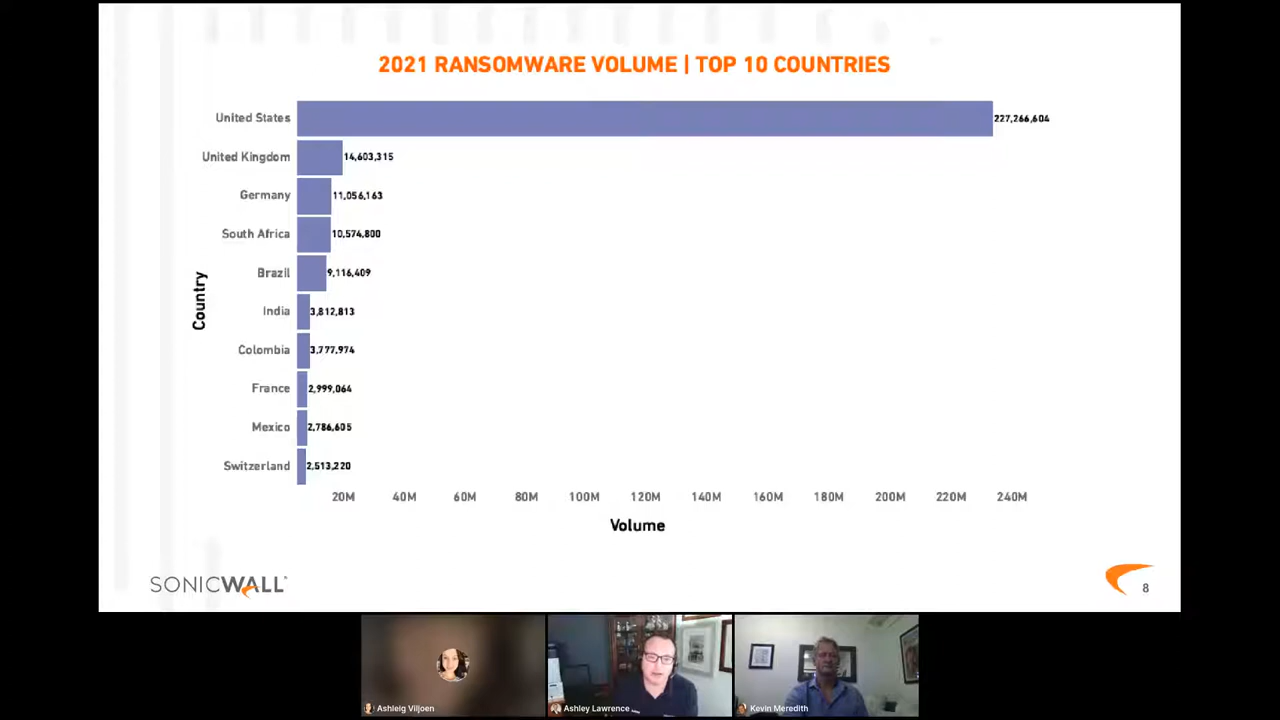 2021 RANSOMWARE VOLUME | TOP 10 COUNTRIES
United States 227,266,604
United Kingdom 14,603,315
Germany 11,056,163
South Africa 10,574,800
Brazil 9,116,409
India 3,812,813
Colombia 3,777,974
France 2,999,064
Mexico 2,786,605
Switzerland 2,513,220
Country
20M 40M 60M 80M 100M 120M 140M 160M 180M 200M 220M 240M
Volume
SONICWALL
8
Ashleig Viljoen
Ashley Lawrence
Kevin Meredith